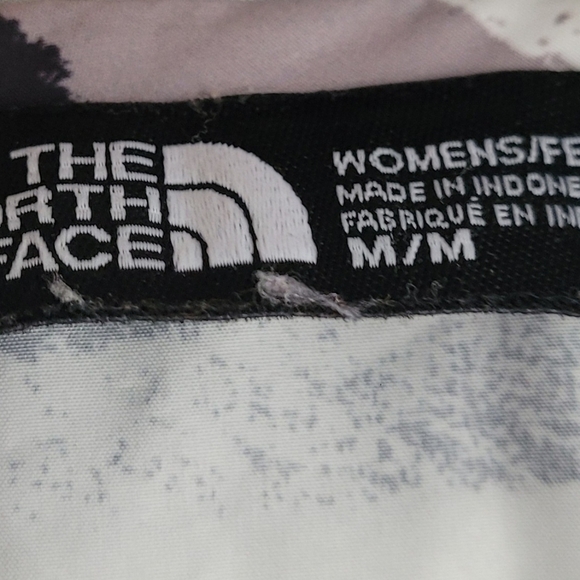 THE
ORTH
FACE
WOMENS/FE
MADE IN INDONE
FABRIQUÉ EN IN
M/M